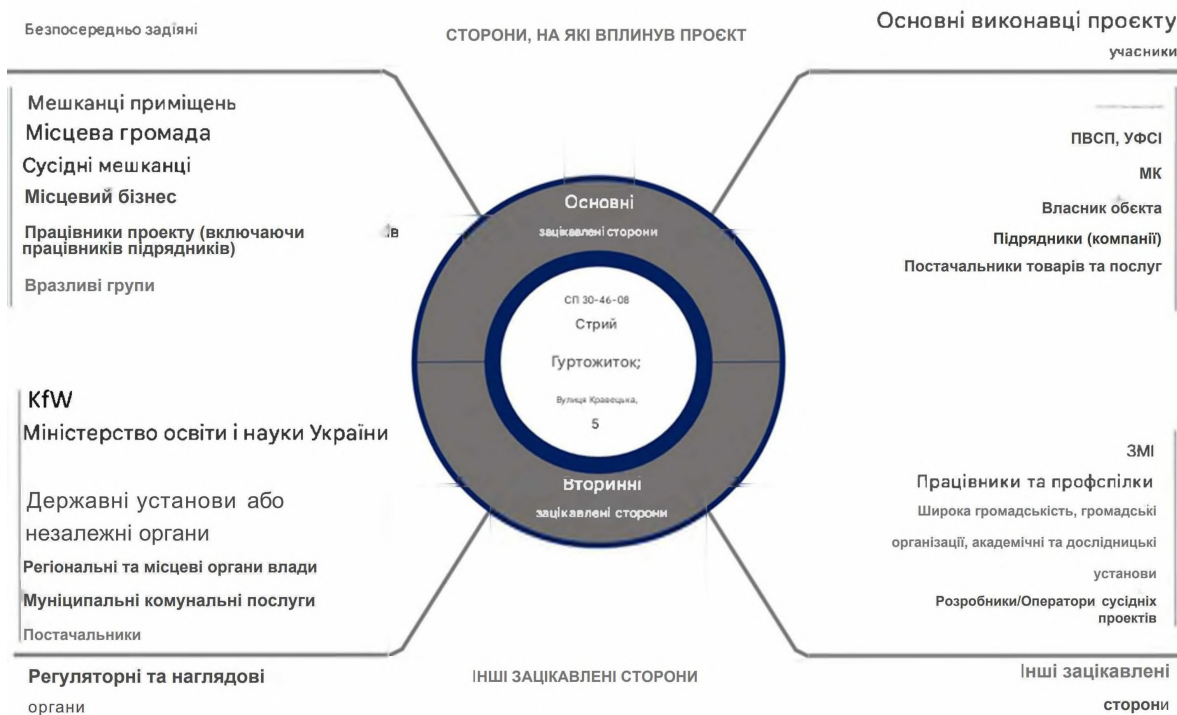 Безпосередньо задіяні
СТОРОНИ, НА ЯКІ ВПЛИНУВ ПРОЄКТ
Основні виконавці проєкту
учасники
Мешканці приміщень
Місцева громада
Сусідні мешканці
Місцевий бізнес
Працівники проекту (включаючи
працівників підрядників)
Вразливі групи
ПВСП, УФСІ
МК
Власник обєкта
Підрядники (компанії)
Постачальники товарів та послуг
Основні
зацікавлені сторони
СП 30-46-08
Стрий
Гуртожиток;
Вулиця Кравецька,
5
Вторинні
зацікавлені сторони
KfW
Міністерство освіти і науки України
Державні установи або
незалежні органи
Регіональні та місцеві органи влади
Муніципальні комунальні послуги
Постачальники
ЗМІ
Працівники та профспілки
Широка громадськість, громадські
організації, академічні та дослідницькі
установи
Розробники/Оператори сусідніх
проектів
Регуляторні та наглядові
органи
ІНШІ ЗАЦІКАВЛЕНІ СТОРОНИ
Інші зацікавлені
сторони